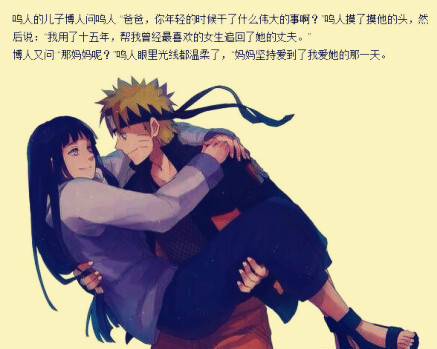 鸣人的儿子博人问鸣人 “爸爸，你年轻的时候干了什么伟大的事啊？”鸣人摸了摸他的头，然
后说：“我用了十五年，帮我曾经最喜欢的女生追回了她的丈夫。”
博人又问 “那妈妈呢？”鸣人眼里光线都温柔了，“妈妈坚持爱到了我爱她的那一天。